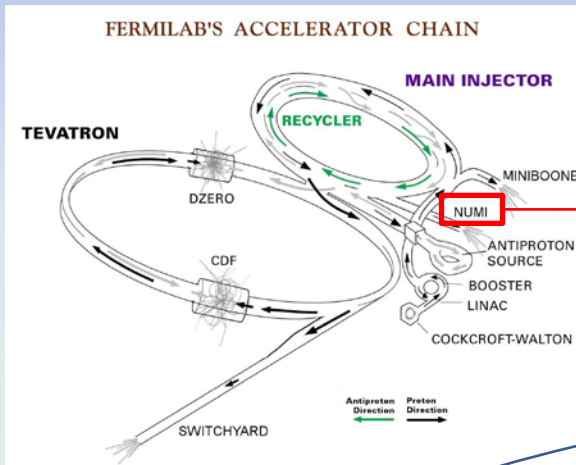 FERMILAB'S ACCELERATOR CHAIN
MAIN INJECTOR
RECYCLER
TEVATRON
DZERO
MINIBOONE
NUMI
ANTIPROTON
SOURCE
CDF
BOOSTER
LINAC
COCKCROFT-WALTON
Antiproton Proton
Direction Direction
SWITCHYARD